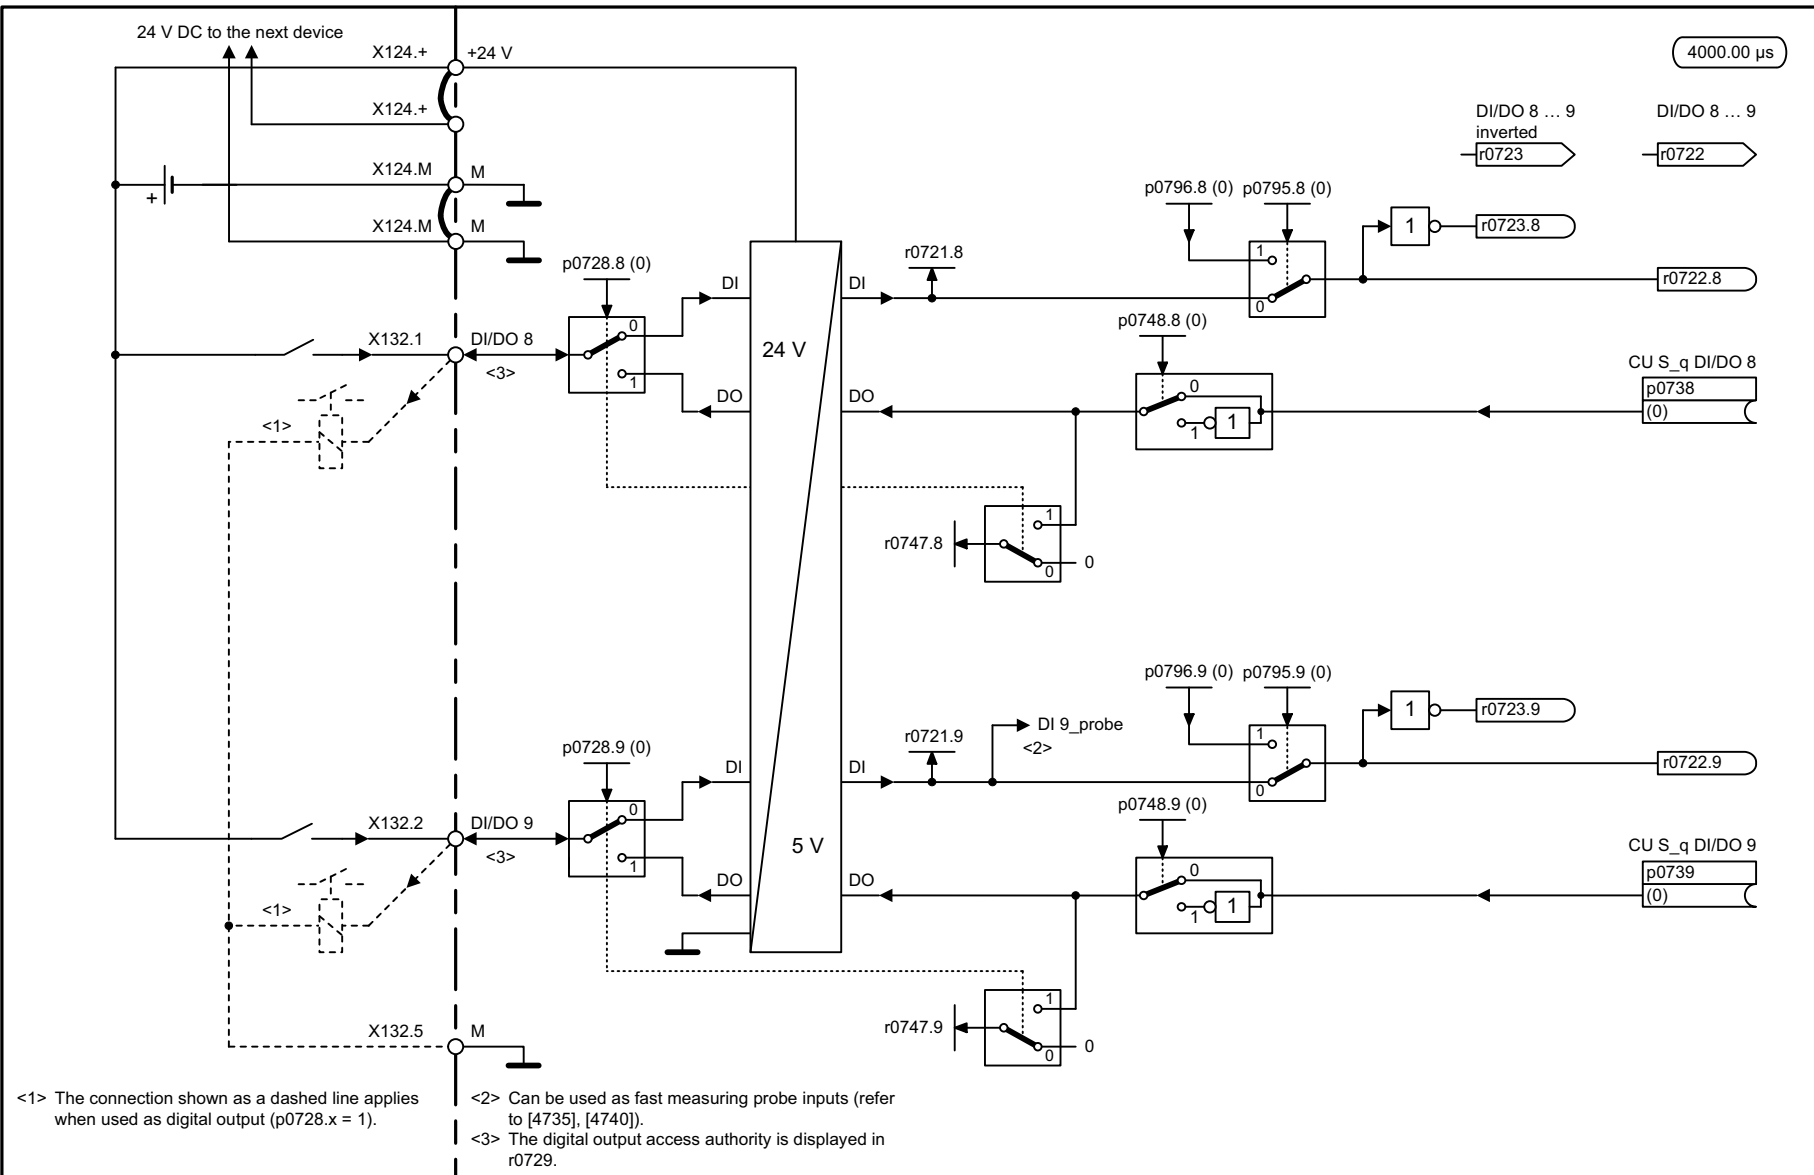 24 V DC to the next device
X124.+
+24 V
4000.00 µs
X124.+
DI/DO 8 … 9
inverted
r0723
DI/DO 8 … 9
r0722
X124.M
M
+
X124.M
M
p0796.8 (0)
p0795.8 (0)
1
0
1
r0723.8
r0722.8
p0728.8 (0)
0
1
DI
DI
r0721.8
24 V
X132.1
DI/DO 8
<3>
DO
DO
p0748.8 (0)
0
1
1
CU S_q DI/DO 8
p0738
(0)
<1>
r0747.8
1
0
0
p0796.9 (0)
p0795.9 (0)
1
0
1
r0723.9
r0722.9
DI 9_probe
<2>
r0721.9
p0728.9 (0)
0
1
DI
DI
X132.2
DI/DO 9
<3>
5 V
DO
DO
p0748.9 (0)
0
1
1
CU S_q DI/DO 9
p0739
(0)
<1>
r0747.9
1
0
0
X132.5
M
<1> The connection shown as a dashed line applies
when used as digital output (p0728.x = 1).
<2> Can be used as fast measuring probe inputs (refer
to [4735], [4740]).
<3> The digital output access authority is displayed in
r0729.